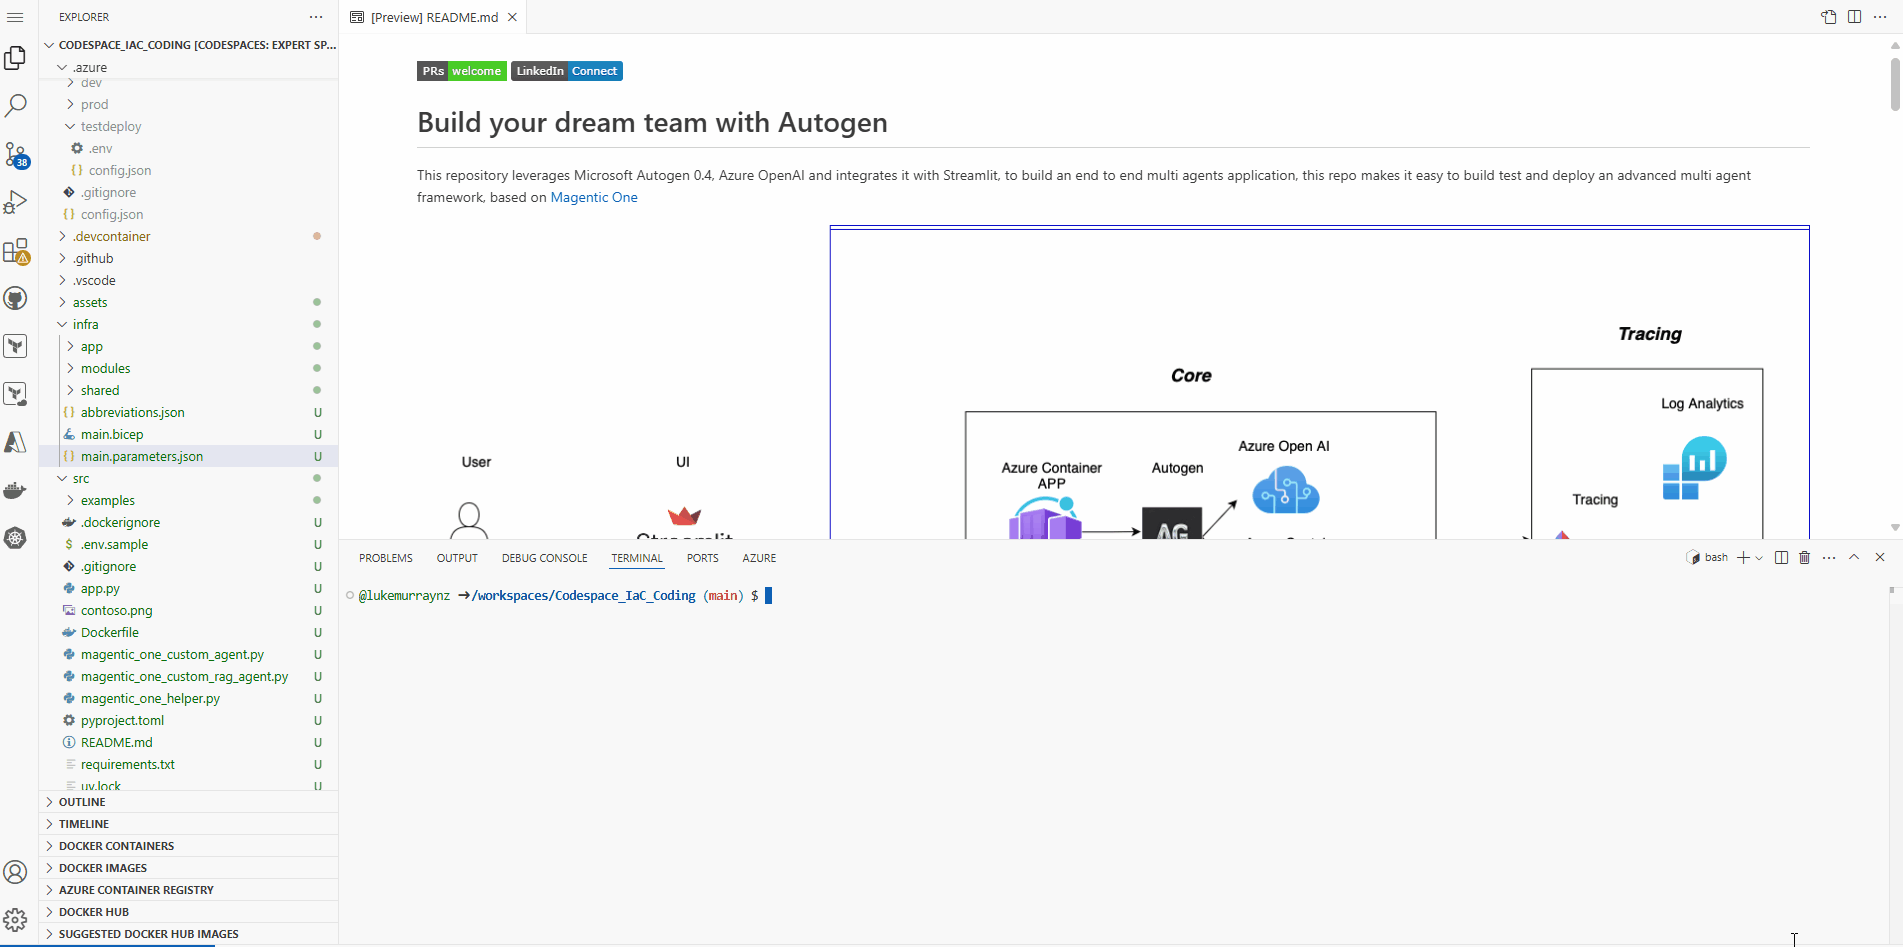 EXPLORER
CODESPACE_IAC_CODING [CODESPACES: EXPERT SP...
.azure
dev
prod
testdeploy
.env
config.json
.gitignore
config.json
.devcontainer
.github
.vscode
assets
infra
app
modules
shared
abbreviations.json U
main.bicep U
main.parameters.json U
src
examples
.dockerignore U
.env.sample U
.gitignore U
app.py U
contoso.png U
Dockerfile U
magentic_one_custom_agent.py U
magentic_one_custom_rag_agent.py U
magentic_one_helper.py U
pyproject.toml U
README.md U
requirements.txt U
uv.lock U
OUTLINE
TIMELINE
DOCKER CONTAINERS
DOCKER IMAGES
AZURE CONTAINER REGISTRY
DOCKER HUB
SUGGESTED DOCKER HUB IMAGES
38
[Preview] README.md
PRs welcome LinkedIn Connect
Build your dream team with Autogen
This repository leverages Microsoft Autogen 0.4, Azure OpenAI and integrates it with Streamlit, to build an end to end multi agents application, this repo makes it easy to build test and deploy an advanced multi agent
framework, based on Magentic One
Tracing
Core
Log Analytics
Azure Open AI
User
UI
Azure Container
APP
Autogen
Tracing
AG
Streamlit
PROBLEMS OUTPUT DEBUG CONSOLE TERMINAL PORTS AZURE
bash
@lukemurraynz ➜/workspaces/Codespace_IaC_Coding (main) $